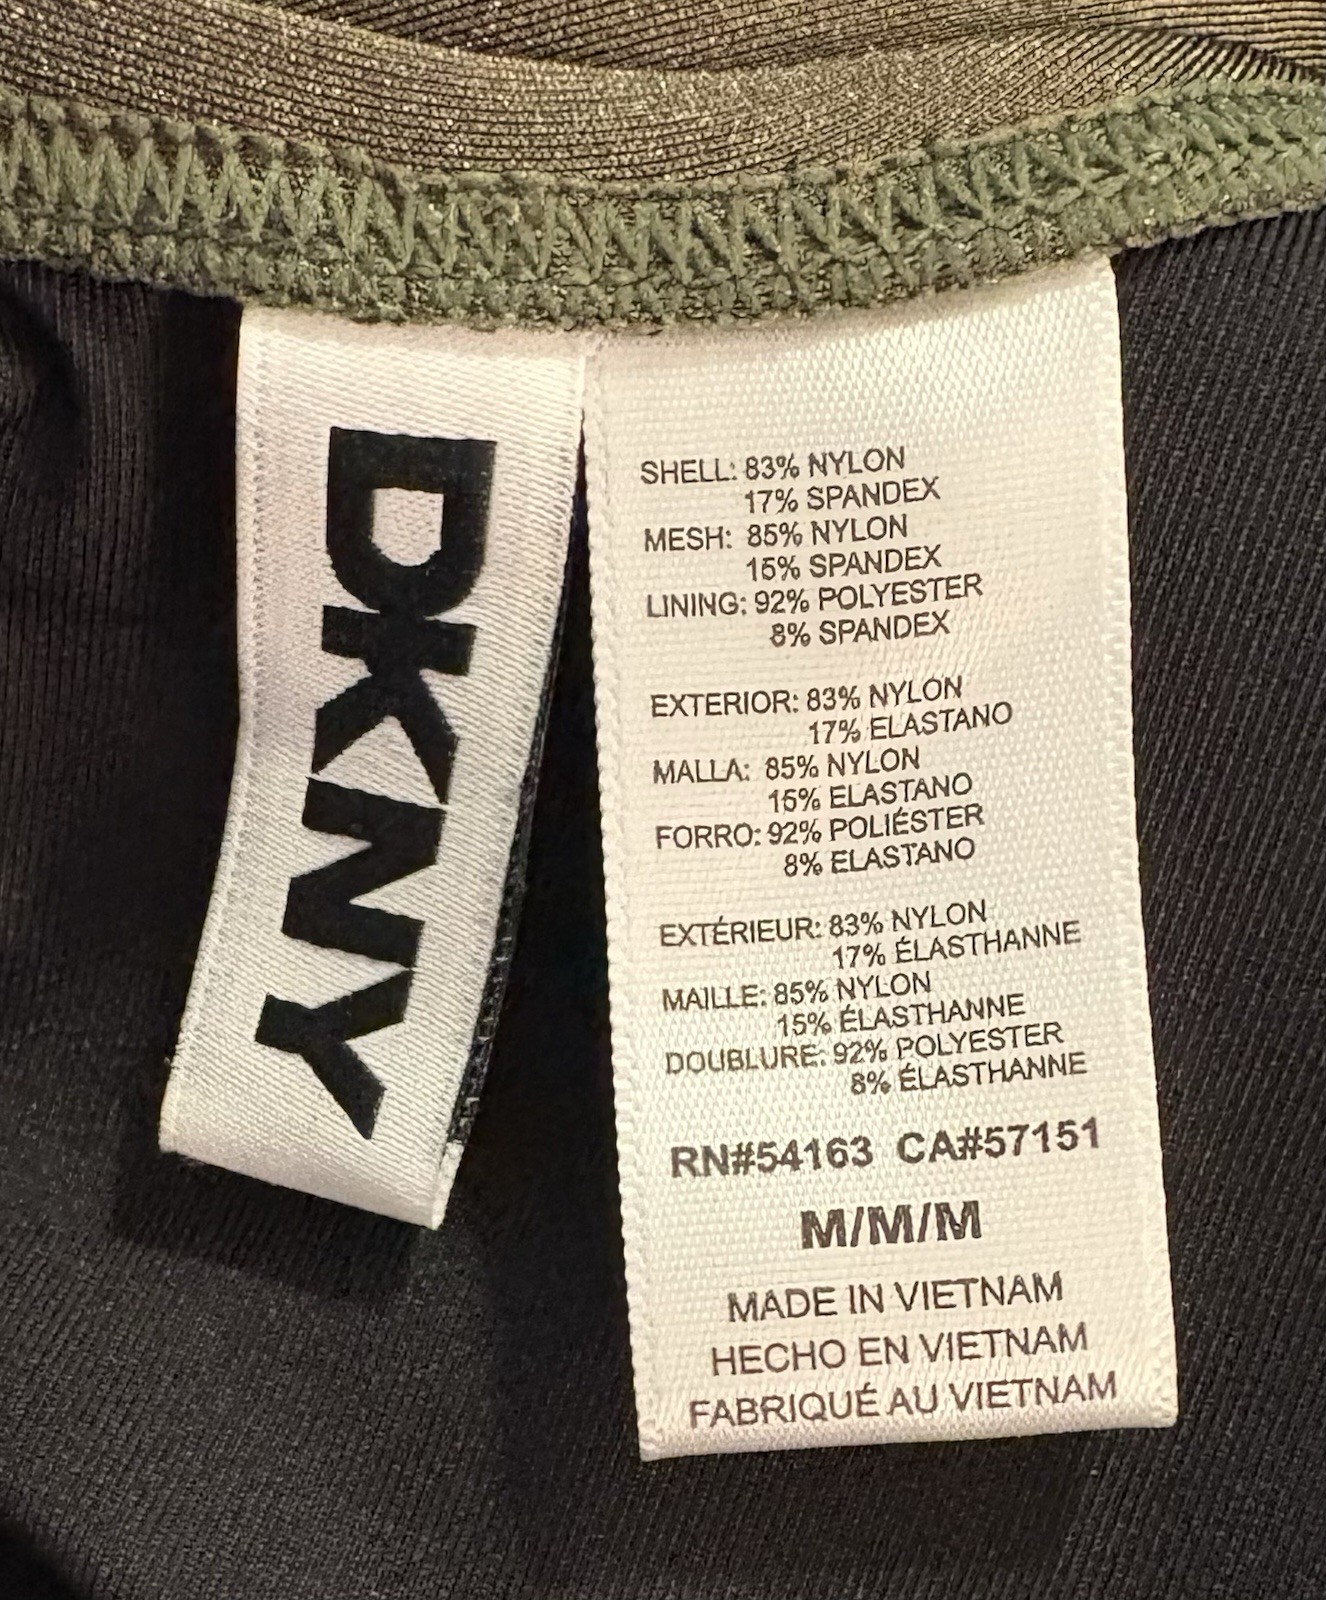 DKNY
SHELL: 83% NYLON
17% SPANDEX
MESH: 85% NYLON
15% SPANDEX
LINING: 92% POLYESTER
8% SPANDEX
EXTERIOR: 83% NYLON
17% ELASTANO
MALLA: 85% NYLON
15% ELASTANO
FORRO: 92% POLIÉSTER
8% ELASTANO
EXTÉRIEUR: 83% NYLON
17% ÉLASTHANNE
MAILLE: 85% NYLON
15% ÉLASTHANNE
DOUBLURE: 92% POLYESTER
8% ÉLASTHANNE
RN#54163 CA#57151
M/M/M
MADE IN VIETNAM
HECHO EN VIETNAM
FABRIQUÉ AU VIETNAM